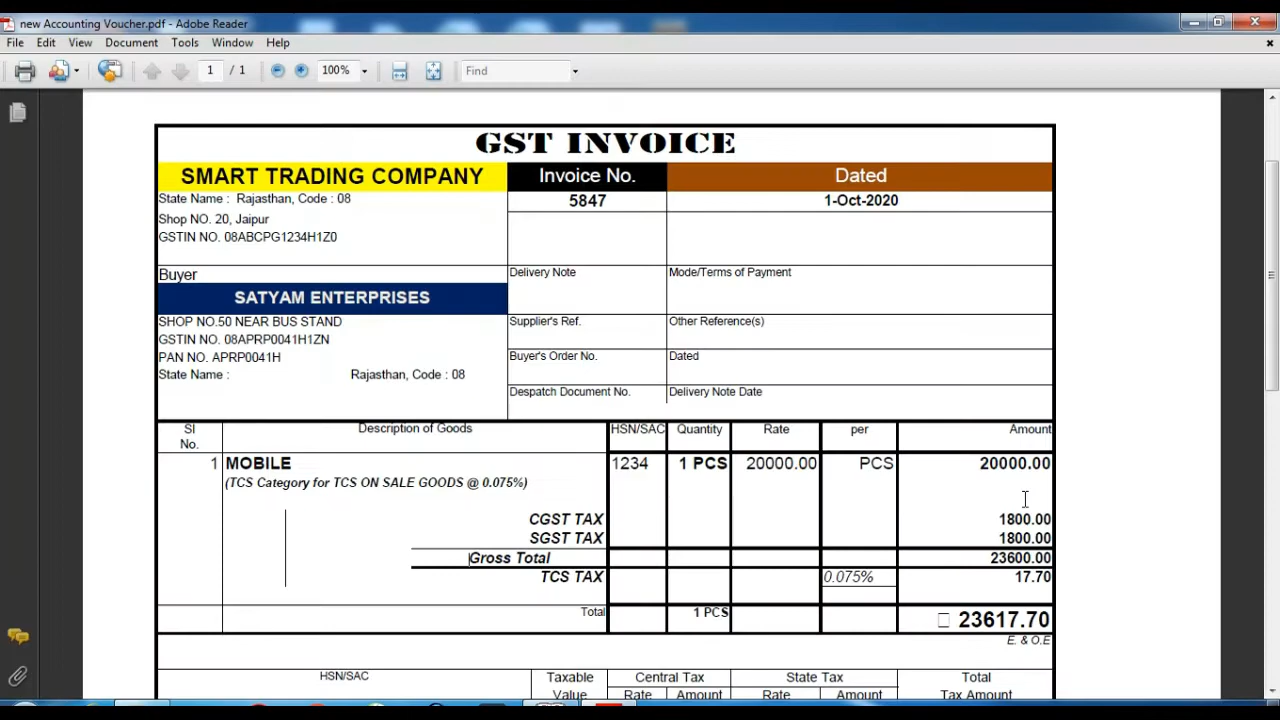 new Accounting Voucher.pdf - Adobe Reader
File Edit View Document Tools Window Help
1 / 1 100% Find
GST INVOICE
SMART TRADING COMPANY Invoice No. Dated
State Name : Rajasthan, Code : 08 5847 1-Oct-2020
Shop NO. 20, Jaipur
GSTIN NO. 08ABCPG1234H1Z0
Buyer Delivery Note Mode/Terms of Payment
SATYAM ENTERPRISES
SHOP NO.50 NEAR BUS STAND Supplier's Ref. Other Reference(s)
GSTIN NO. 08APRP0041H1ZN
PAN NO. APRP0041H Buyer's Order No. Dated
State Name : Rajasthan, Code : 08
Despatch Document No. Delivery Note Date
Sl Description of Goods HSN/SAC Quantity Rate per Amount
No.
1 MOBILE 1234 1 PCS 20000.00 PCS 20000.00
(TCS Category for TCS ON SALE GOODS @ 0.075%)
CGST TAX 1800.00
SGST TAX 1800.00
Gross Total 23600.00
TCS TAX 0.075% 17.70
Total 1 PCS 23617.70
E. & O.E
HSN/SAC Taxable Central Tax State Tax Total
Value Rate Amount Rate Amount Tax Amount